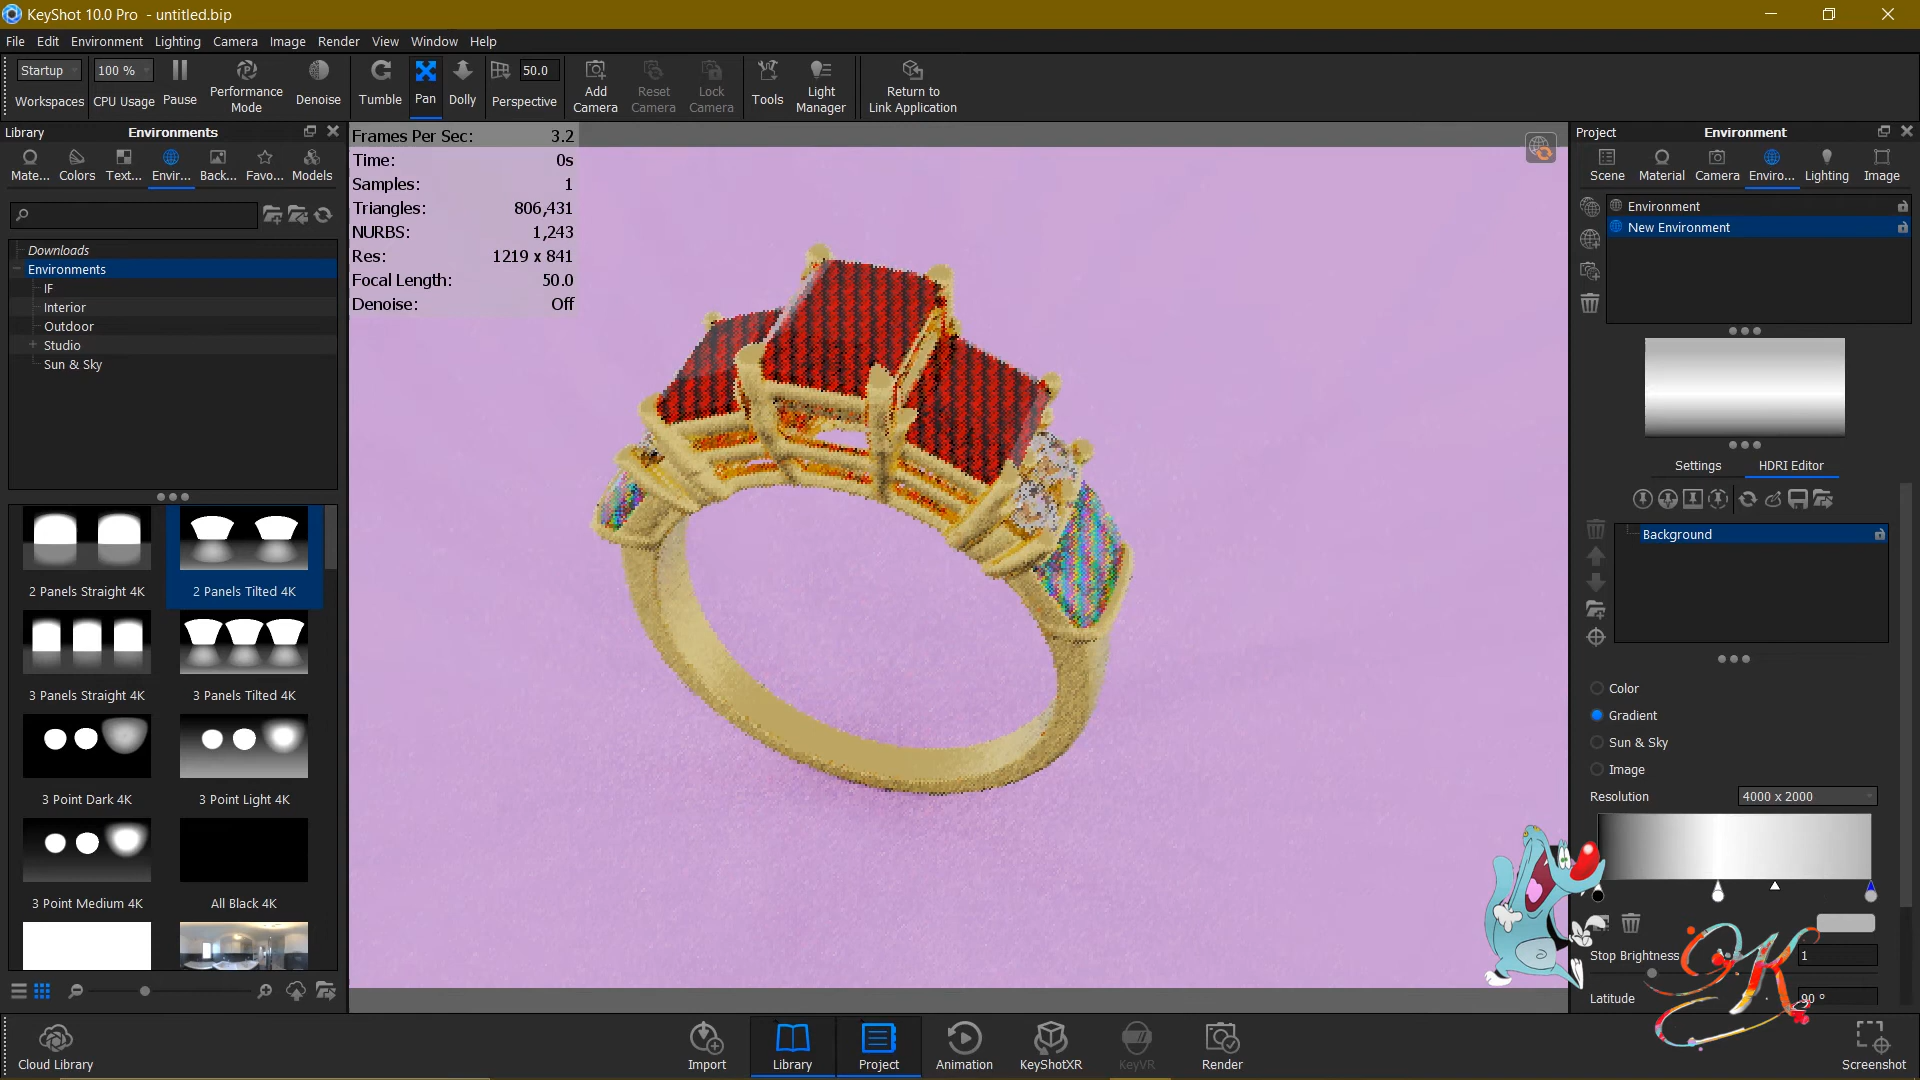 KeyShot 10.0 Pro - untitled.bip
File Edit Environment Lighting Camera Image Render View Window Help
Startup 100 % 50.0
Workspaces CPU Usage Pause Performance Mode Denoise Tumble Pan Dolly Perspective Add Camera Reset Camera Lock Camera Tools Light Manager Return to Link Application
Library Environments
Mate... Colors Text... Envir... Back... Favo... Models
Downloads
Environments
IF
Interior
Outdoor
Studio
Sun & Sky
2 Panels Straight 4K 2 Panels Tilted 4K
3 Panels Straight 4K 3 Panels Tilted 4K
3 Point Dark 4K 3 Point Light 4K
3 Point Medium 4K All Black 4K
Frames Per Sec: 3.2
Time: 0s
Samples: 1
Triangles: 806,431
NURBS: 1,243
Res: 1219 x 841
Focal Length: 50.0
Denoise: Off
Project Environment
Scene Material Camera Enviro... Lighting Image
Environment
New Environment
Settings HDRI Editor
Background
Color
Gradient
Sun & Sky
Image
Resolution 4000 x 2000
Stop Brightness 1
Latitude 90 °
Cloud Library Import Library Project Animation KeyShotXR KeyVR Render Screenshot